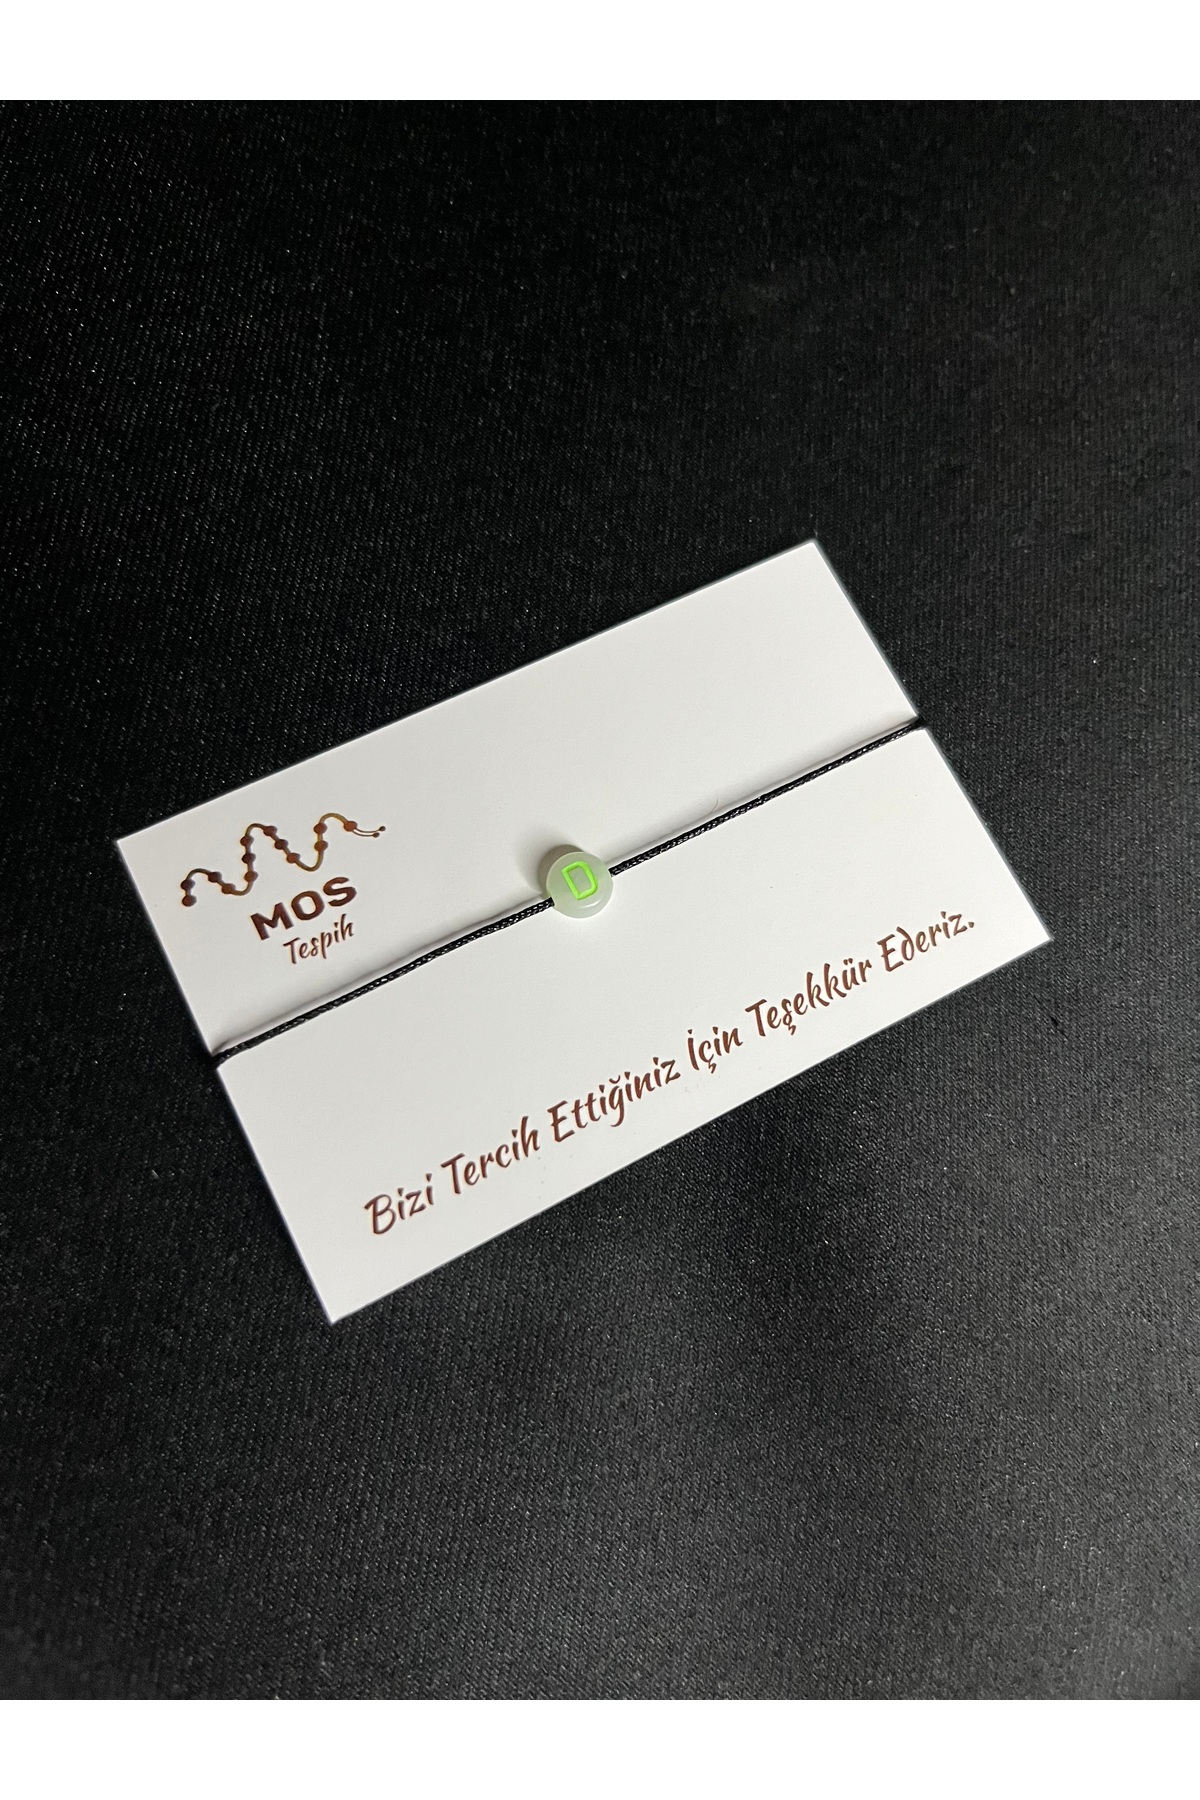 MOS
Tespih
D
Bizi Tercih Ettiğiniz İçin Teşekkür Ederiz.